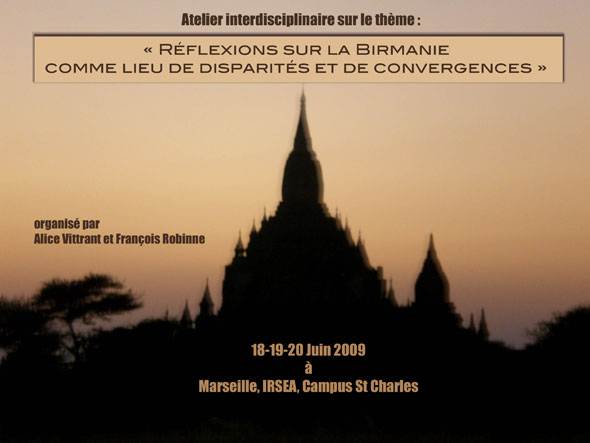 Atelier interdisciplinaire sur le thème :
« Réflexions sur la Birmanie
comme lieu de disparités et de convergences »
organisé par
Alice Vittrant et François Robinne
18-19-20 Juin 2009
à
Marseille, IRSEA, Campus St Charles